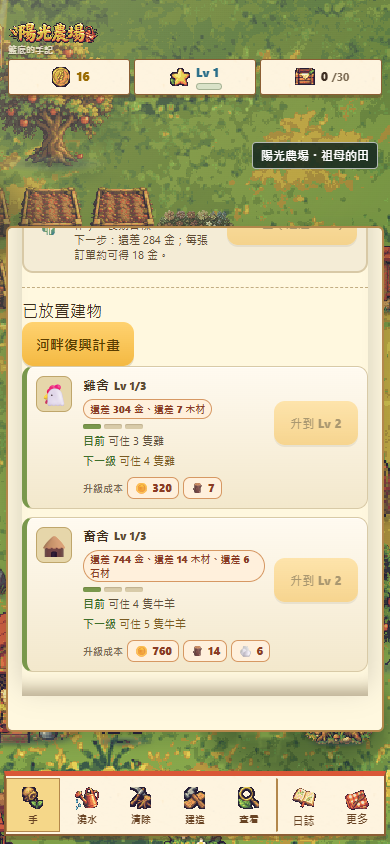 陽光農場
籃底的手記
16
Lv 1
0 /30
陽光農場・祖母的田
下一步：還差 284 金；每張
訂單約可得 18 金。
已放置建物
河畔復興計畫
雞舍 Lv 1/3
還差 304 金、還差 7 木材
目前 可住 3 隻雞
下一級 可住 4 隻雞
升級成本 320 7
升到 Lv 2
畜舍 Lv 1/3
還差 744 金、還差 14 木材、還差 6
石材
目前 可住 4 隻牛羊
下一級 可住 5 隻牛羊
升級成本 760 14 6
升到 Lv 2
手
澆水
清除
建造
查看
日誌
更多